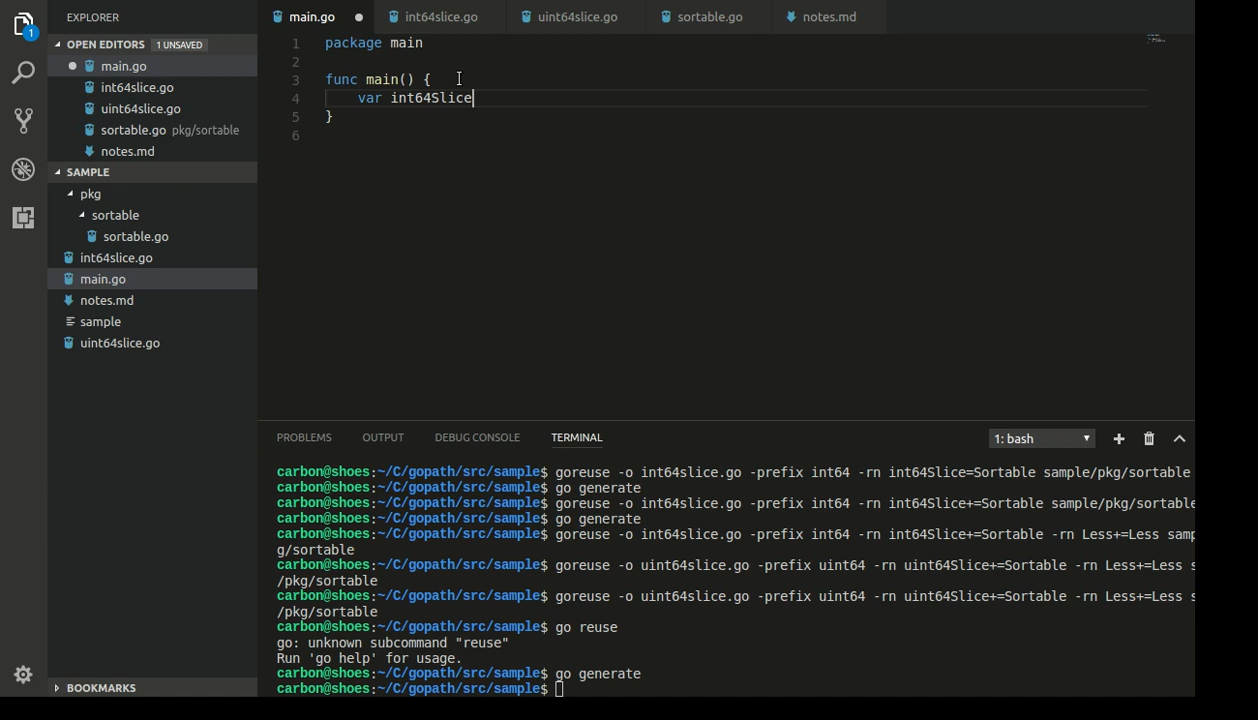 EXPLORER
main.go
int64slice.go
uint64slice.go
sortable.go
notes.md
1
OPEN EDITORS 1 UNSAVED
main.go
int64slice.go
uint64slice.go
sortable.go pkg/sortable
notes.md
SAMPLE
pkg
sortable
sortable.go
int64slice.go
main.go
notes.md
sample
uint64slice.go
BOOKMARKS
1 package main
2
3 func main() {
4 var int64Slice
5 }
6
PROBLEMS OUTPUT DEBUG CONSOLE TERMINAL
1: bash
carbon@shoes:~/C/gopath/src/sample$ goreuse -o int64slice.go -prefix int64 -rn int64Slice=Sortable sample/pkg/sortable
carbon@shoes:~/C/gopath/src/sample$ go generate
carbon@shoes:~/C/gopath/src/sample$ goreuse -o int64slice.go -prefix int64 -rn int64Slice+=Sortable sample/pkg/sortable
carbon@shoes:~/C/gopath/src/sample$ go generate
carbon@shoes:~/C/gopath/src/sample$ goreuse -o int64slice.go -prefix int64 -rn int64Slice+=Sortable -rn Less+=Less samp
g/sortable
carbon@shoes:~/C/gopath/src/sample$ goreuse -o uint64slice.go -prefix uint64 -rn uint64Slice+=Sortable -rn Less+=Less s
/pkg/sortable
carbon@shoes:~/C/gopath/src/sample$ goreuse -o uint64slice.go -prefix uint64 -rn uint64Slice+=Sortable -rn Less+=Less s
/pkg/sortable
carbon@shoes:~/C/gopath/src/sample$ go reuse
go: unknown subcommand "reuse"
Run 'go help' for usage.
carbon@shoes:~/C/gopath/src/sample$ go generate
carbon@shoes:~/C/gopath/src/sample$